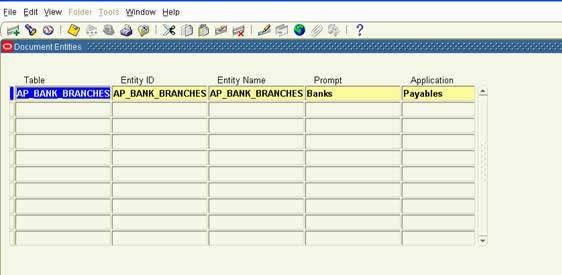 File Edit View Folder Tools Window Help
Document Entities
Table Entity ID Entity Name Prompt Application
AP_BANK_BRANCHES AP_BANK_BRANCHES AP_BANK_BRANCHES Banks Payables